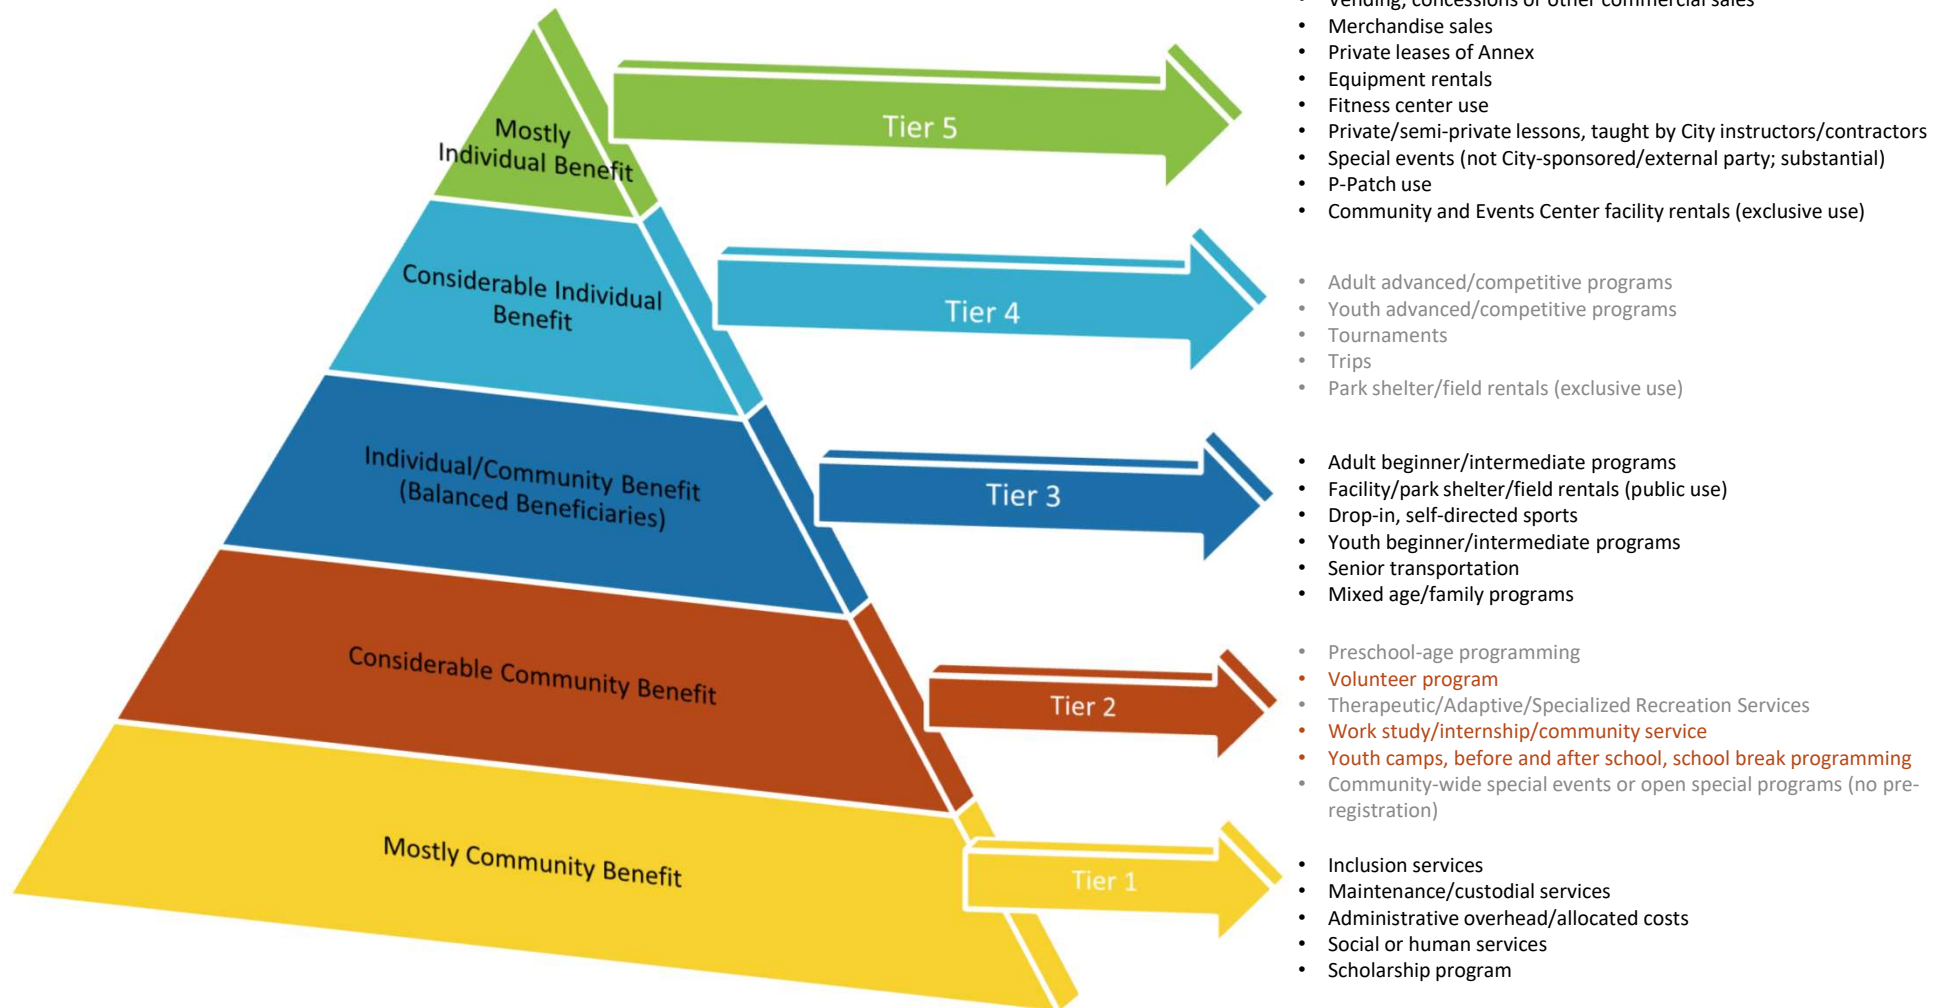 • Vending, concessions or other commercial sales
• Merchandise sales
• Private leases of Annex
• Equipment rentals
• Fitness center use
• Private/semi-private lessons, taught by City instructors/contractors
• Special events (not City-sponsored/external party; substantial)
• P-Patch use
• Community and Events Center facility rentals (exclusive use)
Mostly
Individual Benefit
Tier 5
Considerable Individual
Benefit
Tier 4
• Adult advanced/competitive programs
• Youth advanced/competitive programs
• Tournaments
• Trips
• Park shelter/field rentals (exclusive use)
Individual/Community Benefit
(Balanced Beneficiaries)
Tier 3
• Adult beginner/intermediate programs
• Facility/park shelter/field rentals (public use)
• Drop-in, self-directed sports
• Youth beginner/intermediate programs
• Senior transportation
• Mixed age/family programs
Considerable Community Benefit
Tier 2
• Preschool-age programming
• Volunteer program
• Therapeutic/Adaptive/Specialized Recreation Services
• Work study/internship/community service
• Youth camps, before and after school, school break programming
• Community-wide special events or open special programs (no pre-
registration)
Mostly Community Benefit
Tier 1
• Inclusion services
• Maintenance/custodial services
• Administrative overhead/allocated costs
• Social or human services
• Scholarship program